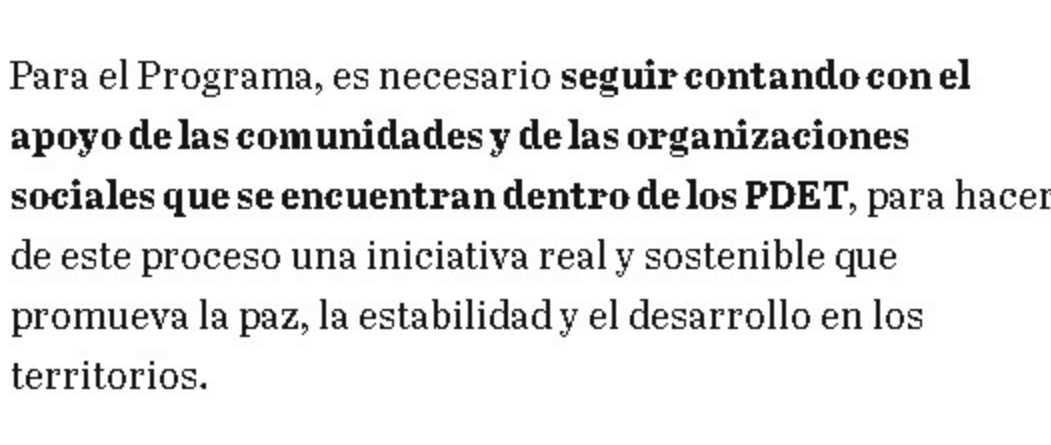 Para el Programa, es necesario seguir contando con el
apoyo de las comunidades y de las organizaciones
sociales que se encuentran dentro de los PDET, para hacer
de este proceso una iniciativa real y sostenible que
promueva la paz, la estabilidad y el desarrollo en los
territorios.